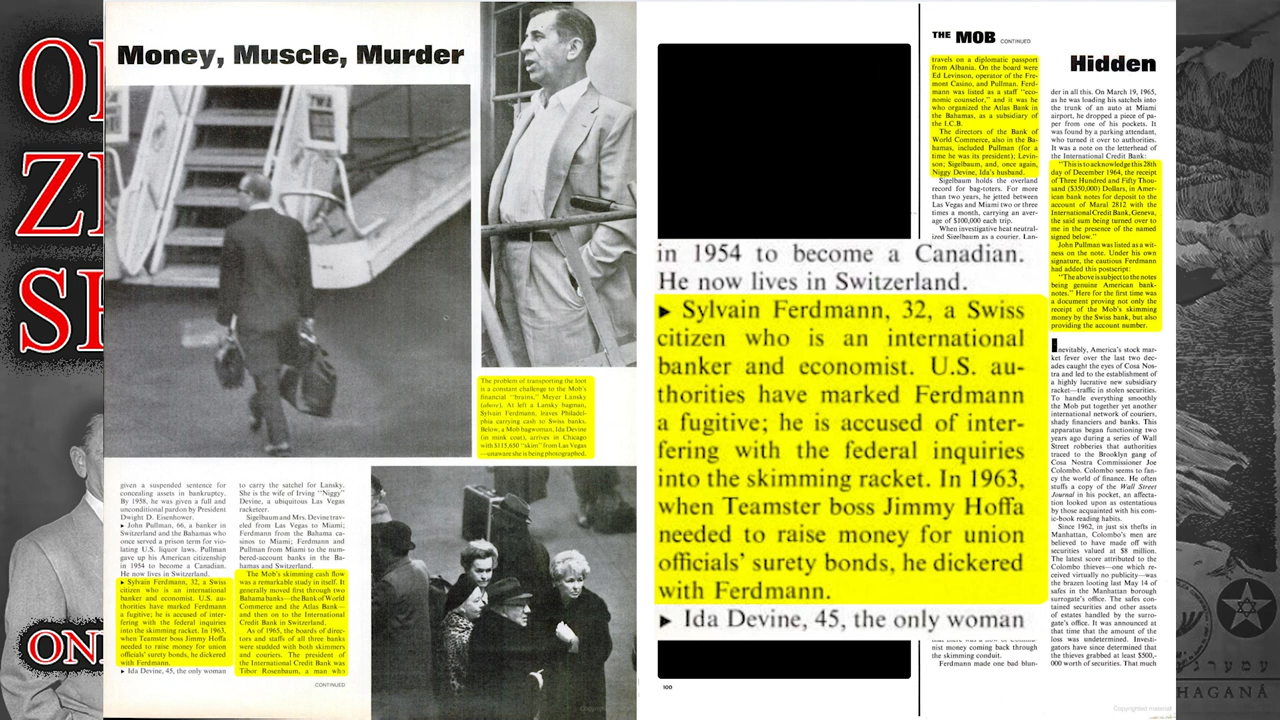 Money, Muscle, Murder
The problem of transporting the loot
is a constant challenge to the Mob's
financial "brains," Meyer Lansky
(above). At left a Lansky bagman,
Sylvain Ferdmann, leaves Philadel-
phia carrying cash to Swiss banks.
Below, a Mob bagwoman, Ida Devine
(in mink coat), arrives in Chicago
with $115,650 "skim" from Las Vegas
—unaware she is being photographed.
given a suspended sentence for
concealing assets in bankruptcy.
By 1958, he was given a full and
unconditional pardon by President
Dwight D. Eisenhower.
▸ John Pullman, 66, a banker in
Switzerland and the Bahamas who
once served a prison term for vio-
lating U.S. liquor laws. Pullman
gave up his American citizenship
in 1954 to become a Canadian.
He now lives in Switzerland.
▸ Sylvain Ferdmann, 32, a Swiss
citizen who is an international
banker and economist. U.S. au-
thorities have marked Ferdmann
a fugitive; he is accused of inter-
fering with the federal inquiries
into the skimming racket. In 1963,
when Teamster boss Jimmy Hoffa
needed to raise money for union
officials' surety bonds, he dickered
with Ferdmann.
▸ Ida Devine, 45, the only woman
to carry the satchel for Lansky.
She is the wife of Irving "Niggy"
Devine, a ubiquitous Las Vegas
racketeer.
Sigelbaum and Mrs. Devine trav-
eled from Las Vegas to Miami;
Ferdmann from the Bahama ca-
sinos to Miami; Ferdmann and
Pullman from Miami to the num-
bered-account banks in the Ba-
hamas and Switzerland.
The Mob's skimming cash flow
was a remarkable study in itself. It
generally moved first through two
Bahama banks—the Bank of World
Commerce and the Atlas Bank—
and then on to the International
Credit Bank in Switzerland.
As of 1965, the boards of direc-
tors and staffs of all three banks
were studded with both skimmers
and couriers. The president of
the International Credit Bank was
Tibor Rosenbaum, a man who
CONTINUED
in 1954 to become a Canadian.
He now lives in Switzerland.
▸ Sylvain Ferdmann, 32, a Swiss
citizen who is an international
banker and economist. U.S. au-
thorities have marked Ferdmann
a fugitive; he is accused of inter-
fering with the federal inquiries
into the skimming racket. In 1963,
when Teamster boss Jimmy Hoffa
needed to raise money for union
officials' surety bonds, he dickered
with Ferdmann.
▸ Ida Devine, 45, the only woman
100
THE MOB CONTINUED
travels on a diplomatic passport
from Albania. On the board were
Ed Levinson, operator of the Fre-
mont Casino, and Pullman. Ferd-
mann was listed as a staff "eco-
nomic counselor," and it was he
who organized the Atlas Bank in
the Bahamas, as a subsidiary of
the I.C.B.
The directors of the Bank of
World Commerce, also in the Ba-
hamas, included Pullman (for a
time he was its president); Levin-
son; Sigelbaum, and, once again,
Niggy Devine, Ida's husband.
Sigelbaum holds the overland
record for bag-toters. For more
than two years, he jetted between
Las Vegas and Miami two or three
times a month, carrying an aver-
age of $100,000 each trip.
When investigative heat neutral-
ized Sigelbaum as a courier, Lan-
nist money coming back through
the skimming conduit.
Ferdmann made one bad blun-
Hidden
der in all this. On March 19, 1965,
as he was loading his satchels into
the trunk of an auto at Miami
airport, he dropped a piece of pa-
per from one of his pockets. It
was found by a parking attendant,
who turned it over to authorities.
It was a note on the letterhead of
the International Credit Bank:
"This is to acknowledge this 28th
day of December 1964, the receipt
of Three Hundred and Fifty Thou-
sand ($350,000) Dollars, in Amer-
ican bank notes for deposit to the
account of Maral 2812 with the
International Credit Bank, Geneva,
the said sum being turned over to
me in the presence of the named
signed below."
John Pullman was listed as a wit-
ness on the note. Under his own
signature, the cautious Ferdmann
had added this postscript:
"The above is subject to the notes
being genuine American bank-
notes." Here for the first time was
a document proving not only the
receipt of the Mob's skimmed
money by the Swiss bank, but also
providing the account number.
Inevitably, America's stock mar-
ket fever over the last two dec-
ades caught the eyes of Cosa Nos-
tra and led to the establishment of
a highly lucrative new subsidiary
racket—traffic in stolen securities.
To handle everything smoothly
the Mob put together yet another
international network of couriers,
shady financiers and banks. This
apparatus began functioning two
years ago during a series of Wall
Street robberies that authorities
traced to the Brooklyn gang of
Cosa Nostra Commissioner Joe
Colombo. Colombo seems to fan-
cy the world of finance. He often
stuffs a copy of the Wall Street
Journal in his pocket, an affecta-
tion looked upon as ostentatious
by those acquainted with his com-
ic-book reading habits.
Since 1962, in just six thefts in
Manhattan, Colombo's men are
believed to have made off with
securities valued at $8 million.
The latest score attributed to the
Colombo thieves—one which re-
ceived virtually no publicity—was
the brazen looting last May 14 of
safes in the Manhattan borough
surrogate's office. The safes con-
tained securities and other assets
of estates handled by the surro-
gate's office. It was announced at
that time that the amount of the
loss was undetermined. Investi-
gators have since determined that
the thieves grabbed at least $500,-
000 worth of securities. That much
Copyrighted material
HAGANÁ